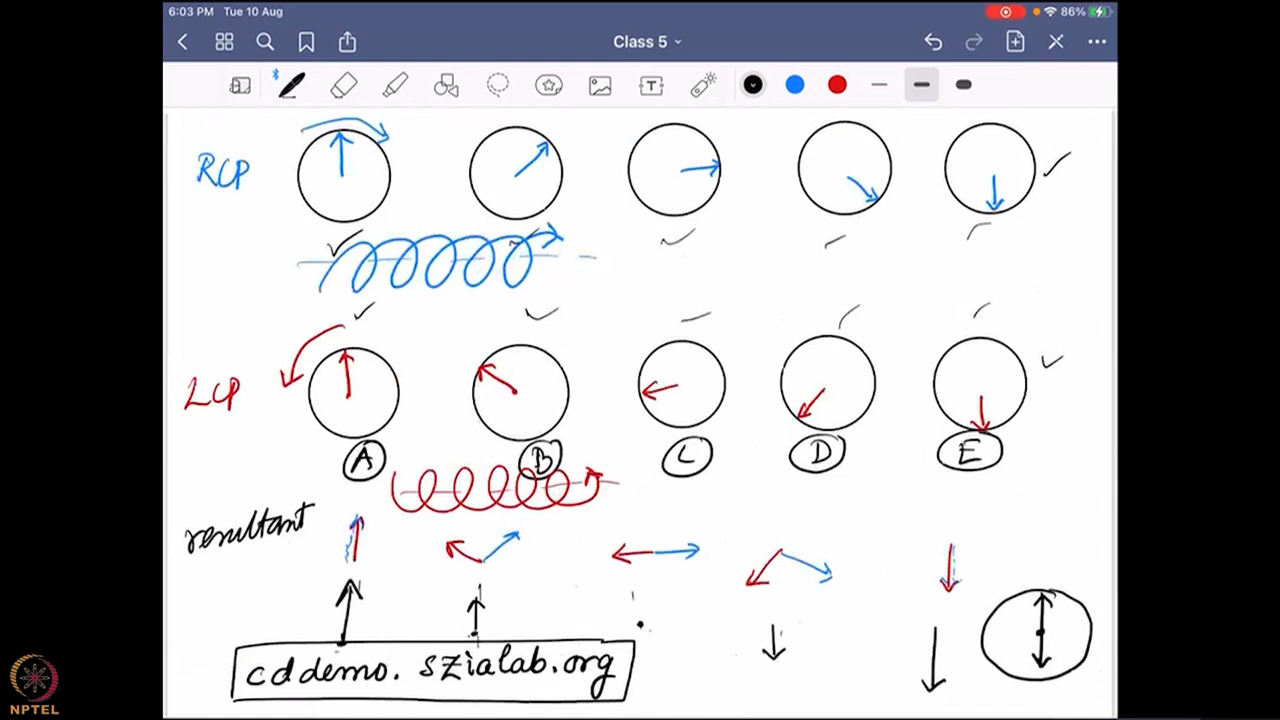 6:03 PM Tue 10 Aug 86%
Class 5
T
RCP
LCP
A B C D E
resultant
cddemo.szialab.org
NPTEL